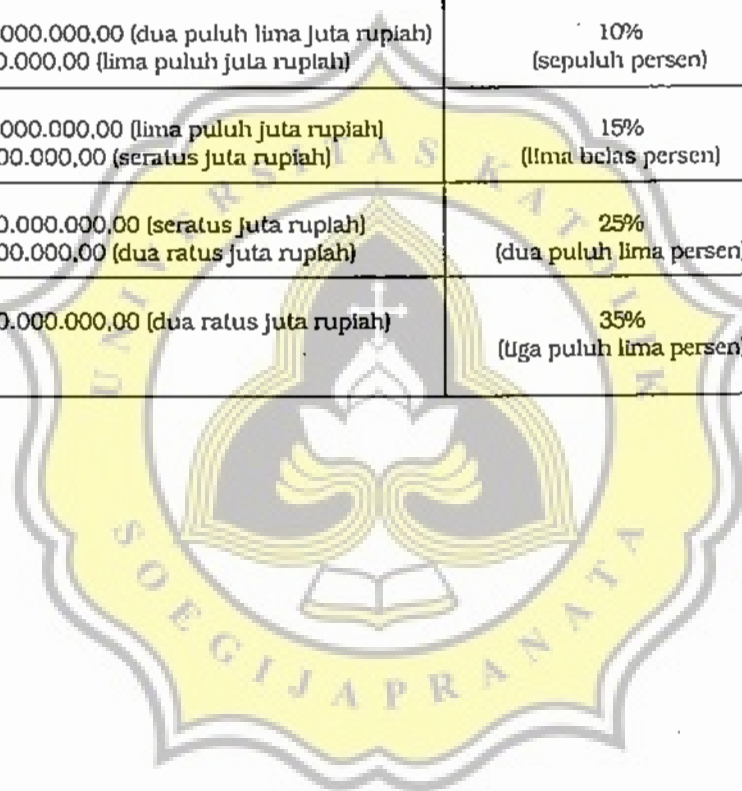 000.000,00 (dua puluh lima juta rupiah) 10%
0.000,00 (lima puluh juta rupiah) (sepuluh persen)
000.000,00 (lima puluh juta rupiah) 15%
00.000,00 (seratus juta rupiah) (lima belas persen)
0.000.000,00 (seratus juta rupiah) 25%
00.000,00 (dua ratus juta rupiah) (dua puluh lima persen)
0.000.000,00 (dua ratus juta rupiah) 35%
(tiga puluh lima persen)
UNIVERSITAS KATOLIK
SOEGIJAPRANATA